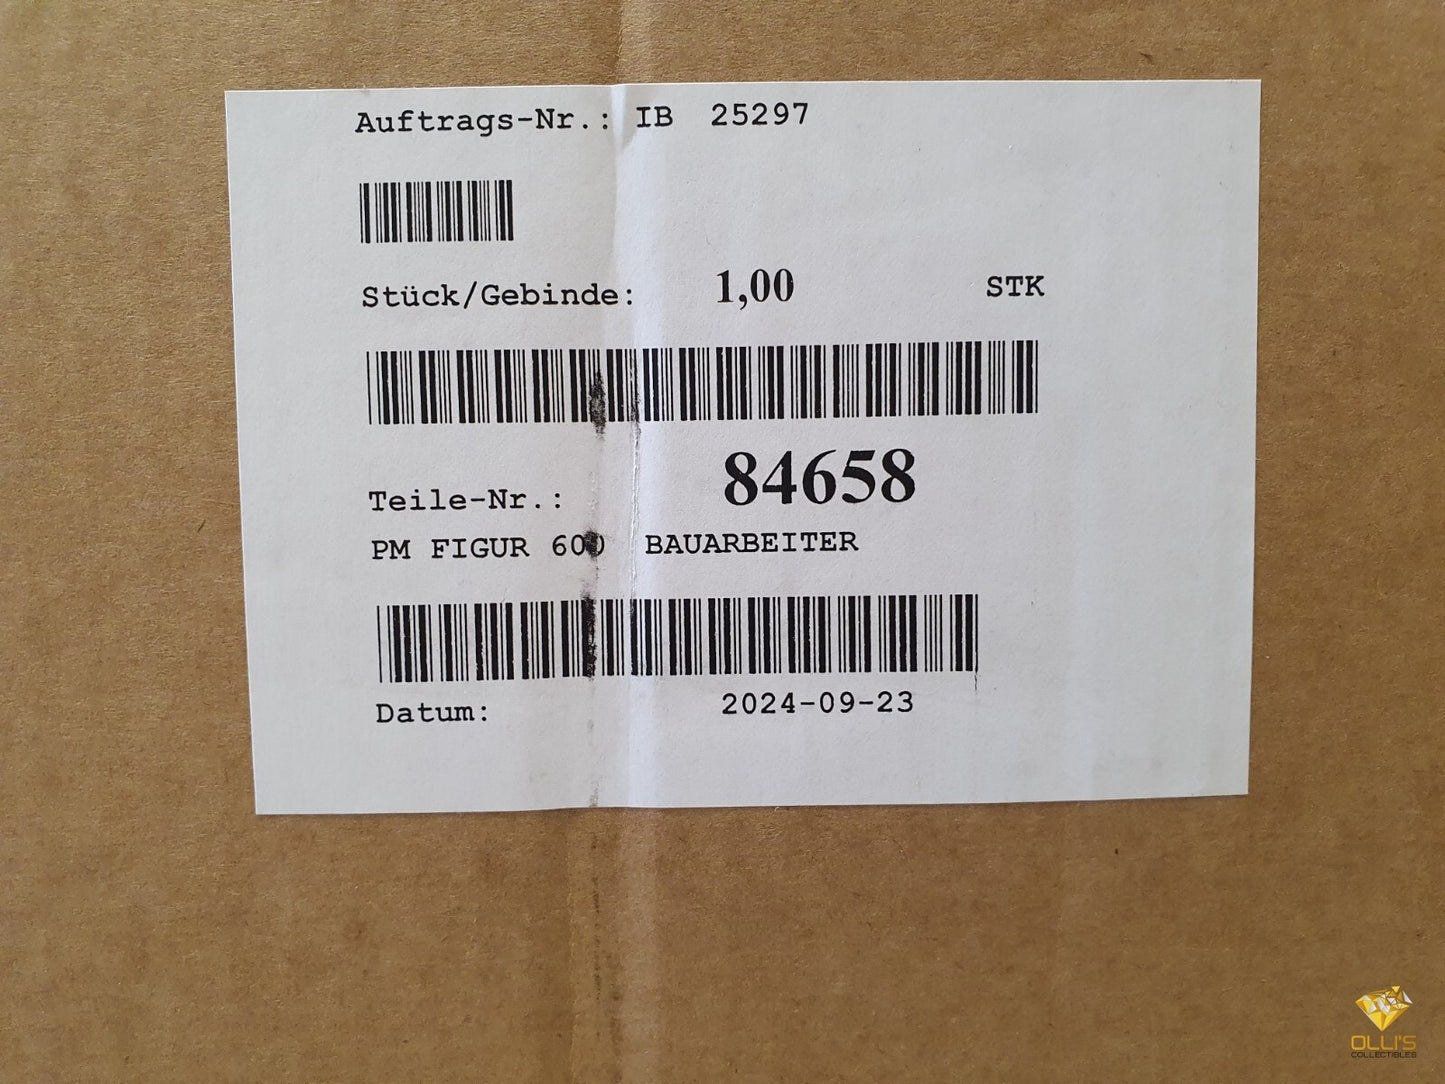 Auftrags-Nr.: IB 25297
Stück/Gebinde: 1,00 STK
84658
Teile-Nr.:
PM FIGUR 600 BAUARBEITER
Datum: 2024-09-23
OLLI'S
COLLECTIBLES